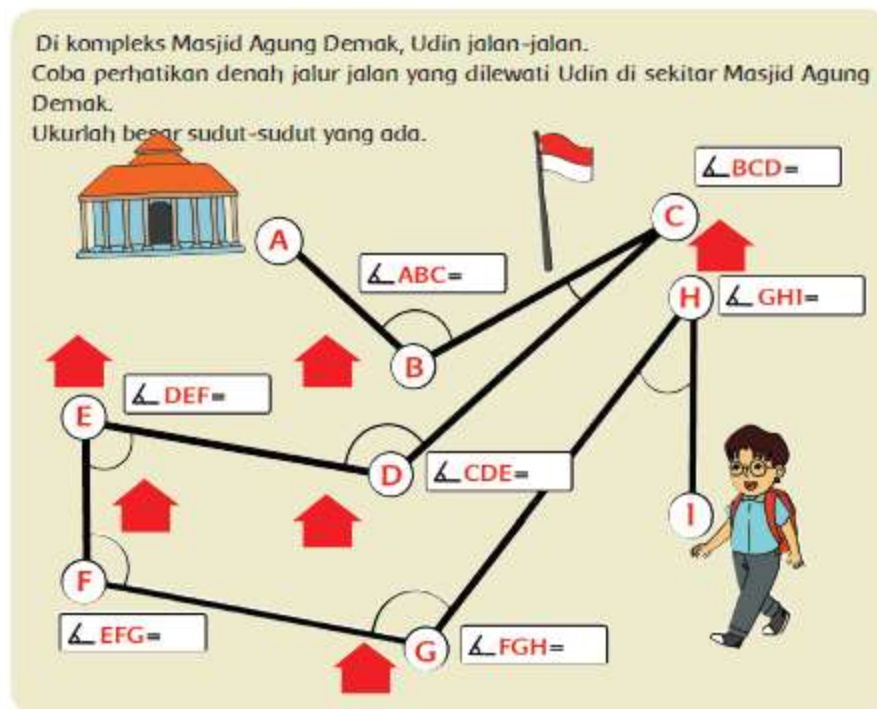 Di kompleks Masjid Agung Demak, Udin jalan-jalan.
Coba perhatikan denah jalur jalan yang dilewati Udin di sekitar Masjid Agung
Demak.
Ukurlah besar sudut-sudut yang ada.
∡BCD=
C
A
∡ABC=
H
∡GHI=
B
∡DEF=
E
D
∡CDE=
I
F
∡EFG=
G
∡FGH=